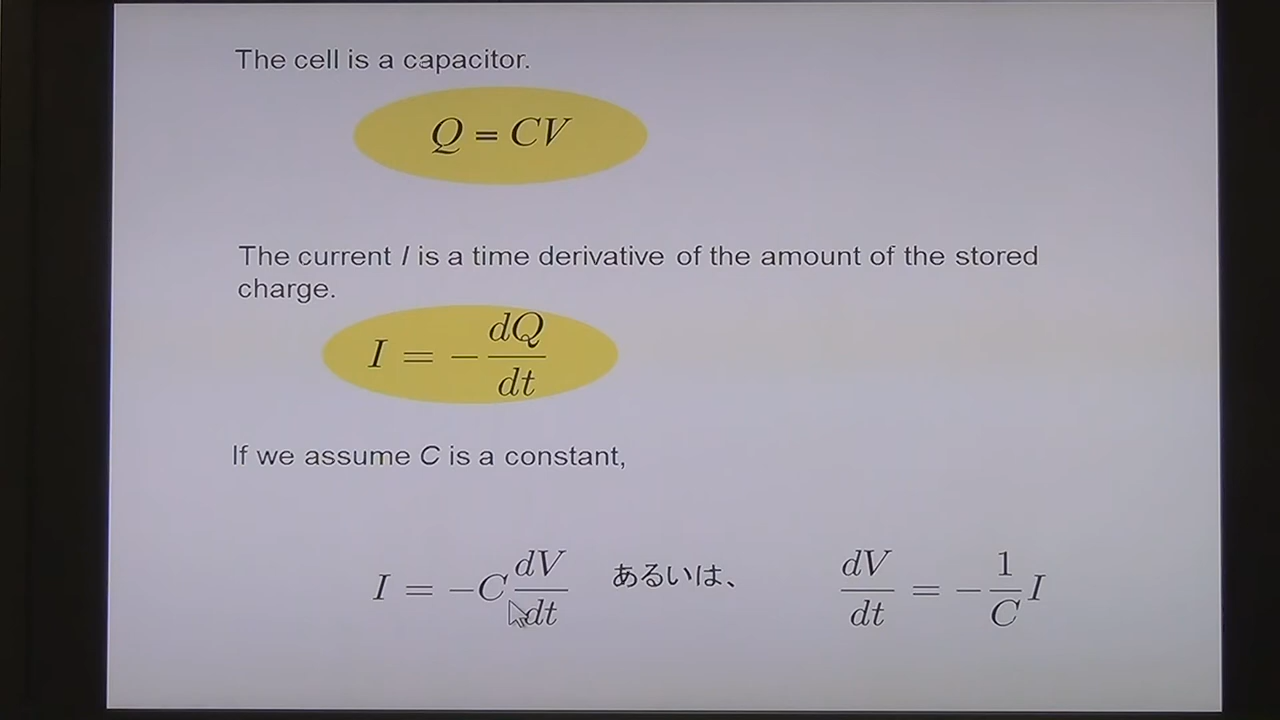 The cell is a capacitor.
Q = CV
The current I is a time derivative of the amount of the stored
charge.
I = − dQ/dt
If we assume C is a constant,
I = −C dV/dt あるいは、 dV/dt = − 1/C I